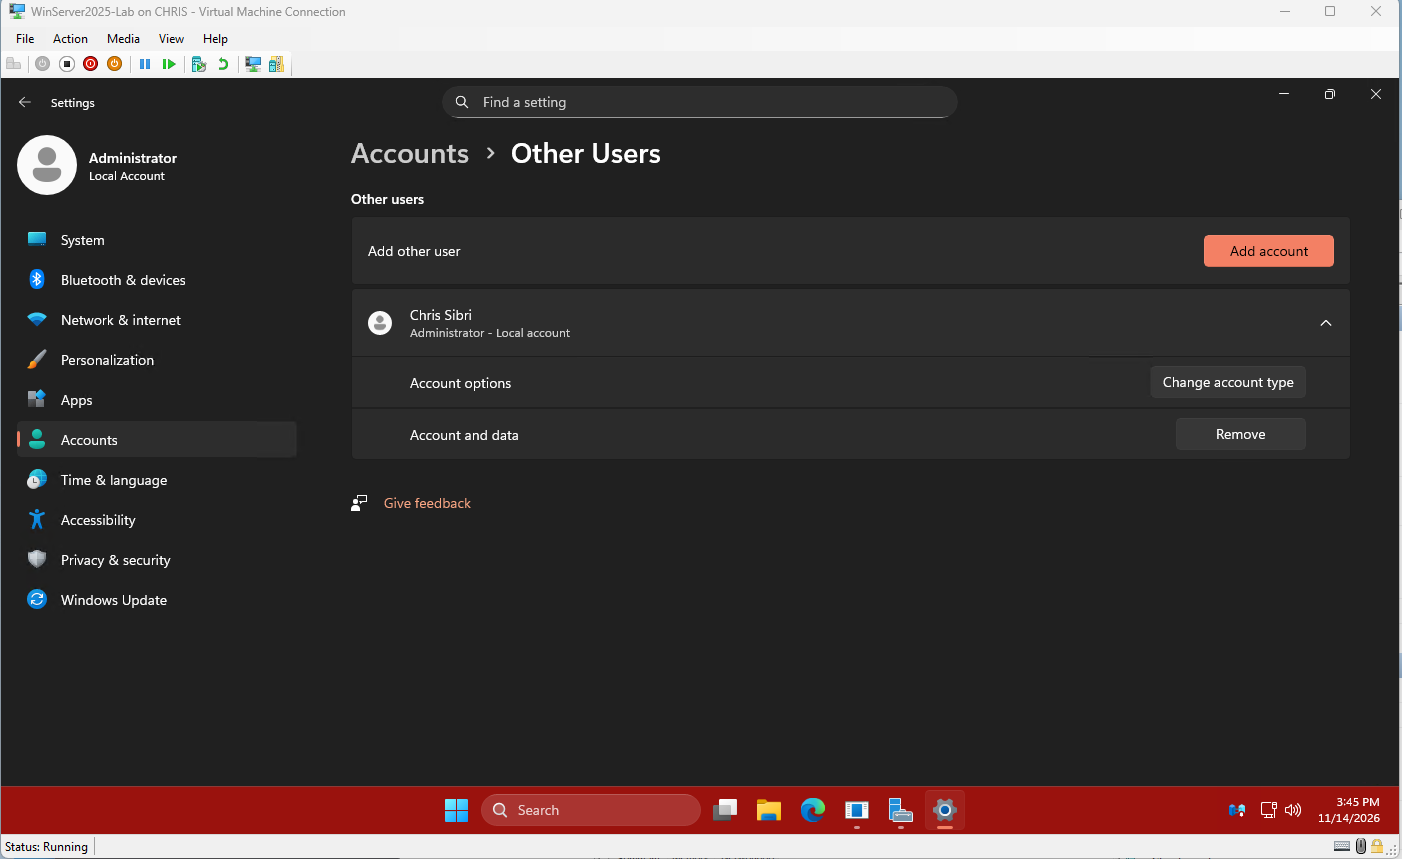 WinServer2025-Lab on CHRIS - Virtual Machine Connection
File Action Media View Help
Settings
Find a setting
Administrator
Local Account
Accounts > Other Users
Other users
Add other user
Add account
Chris Sibri
Administrator - Local account
Account options
Change account type
Account and data
Remove
Give feedback
System
Bluetooth & devices
Network & internet
Personalization
Apps
Accounts
Time & language
Accessibility
Privacy & security
Windows Update
Search
3:45 PM
11/14/2026
Status: Running